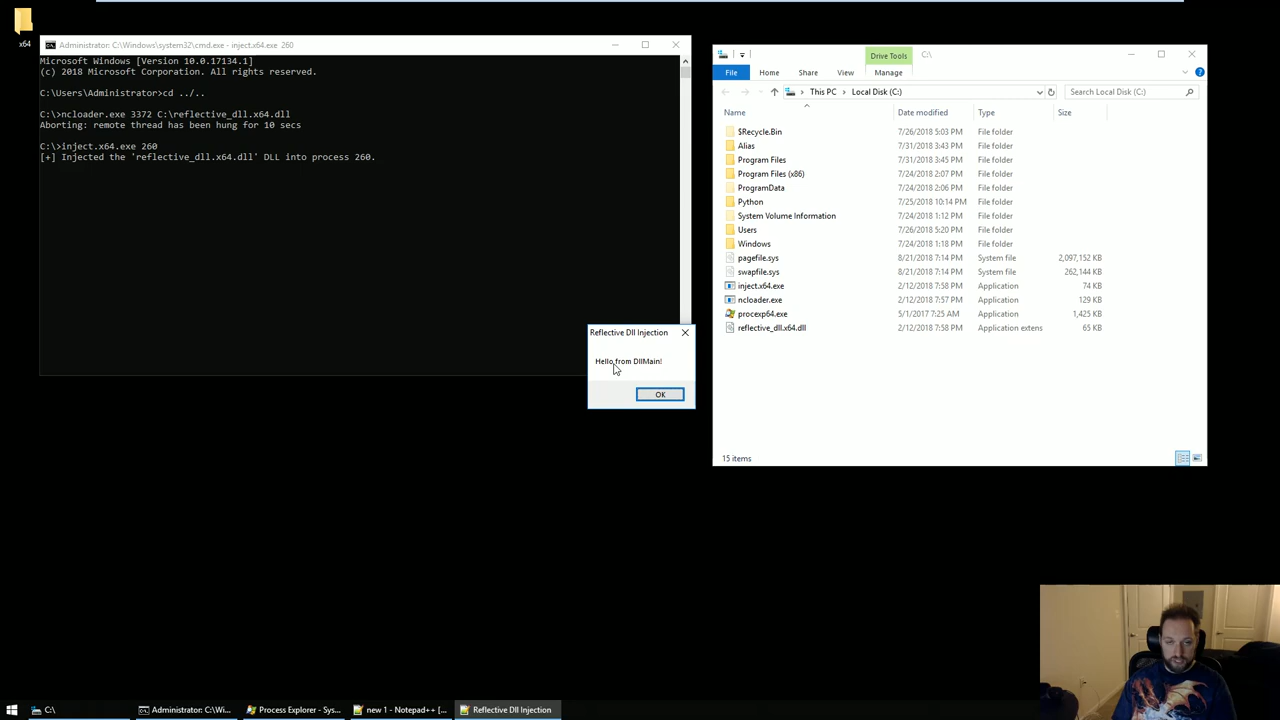 x64
Administrator: C:\Windows\system32\cmd.exe - inject.x64.exe 260
Microsoft Windows [Version 10.0.17134.1]
(c) 2018 Microsoft Corporation. All rights reserved.
C:\Users\Administrator>cd ../..
C:\>ncloader.exe 3372 C:\reflective_dll.x64.dll
Aborting: remote thread has been hung for 10 secs
C:\>inject.x64.exe 260
[+] Injected the 'reflective_dll.x64.dll' DLL into process 260.
Drive Tools C:\
File Home Share View Manage
This PC Local Disk (C:) Search Local Disk (C:)
Name Date modified Type Size
$Recycle.Bin 7/26/2018 5:03 PM File folder
Alias 7/31/2018 3:43 PM File folder
Program Files 7/31/2018 3:45 PM File folder
Program Files (x86) 7/24/2018 2:07 PM File folder
ProgramData 7/24/2018 2:06 PM File folder
Python 7/25/2018 10:14 PM File folder
System Volume Information 7/24/2018 1:12 PM File folder
Users 7/26/2018 5:20 PM File folder
Windows 7/24/2018 1:18 PM File folder
pagefile.sys 8/21/2018 7:14 PM System file 2,097,152 KB
swapfile.sys 8/21/2018 7:14 PM System file 262,144 KB
inject.x64.exe 2/12/2018 7:58 PM Application 74 KB
ncloader.exe 2/12/2018 7:57 PM Application 129 KB
procexp64.exe 5/1/2017 7:25 AM Application 1,425 KB
reflective_dll.x64.dll 2/12/2018 7:58 PM Application extens 65 KB
15 items
Reflective Dll Injection
Hello from DllMain!
OK
C:\ Administrator: C:\Wi... Process Explorer - Sys... new 1 - Notepad++ [... Reflective Dll Injection